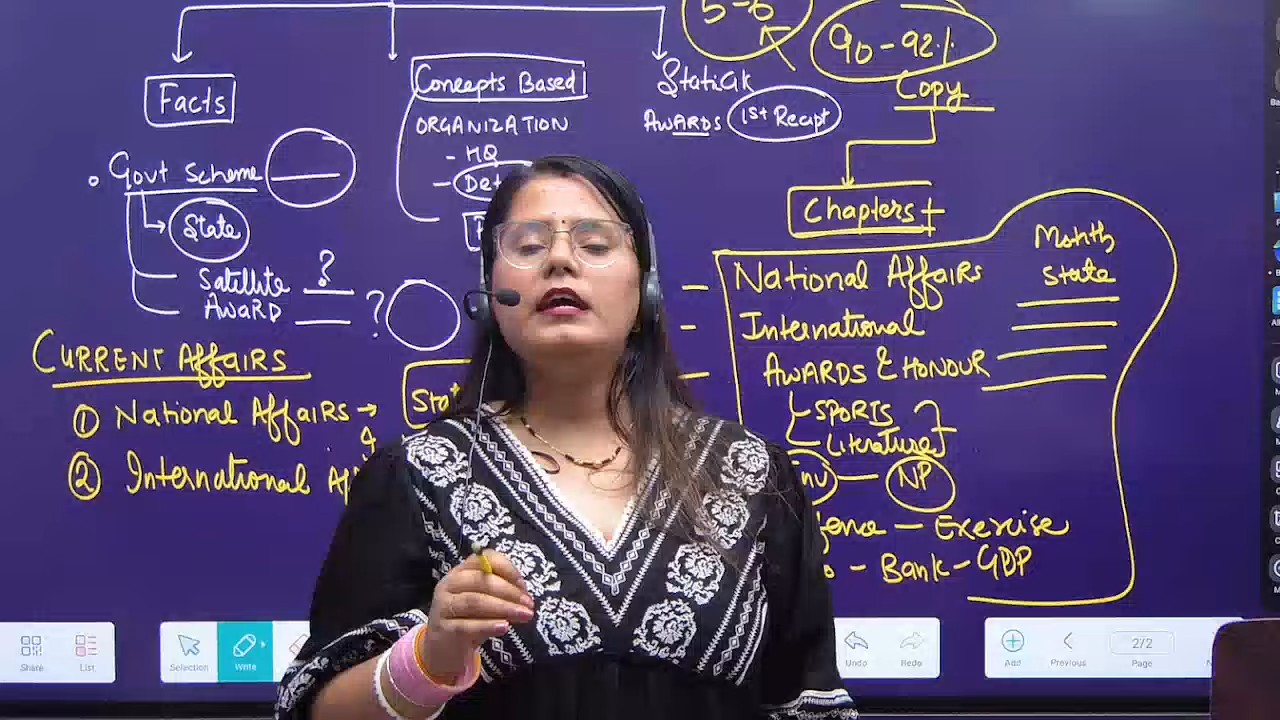 Facts
Govt Scheme
State
Satellite ?
AWARD ?
Concepts Based
ORGANIZATION
- HQ
StatiGk
AWARDS 1st Recipt
5-6
90-92%
Copy
Chapters
National Affairs
International
AWARDS & HONOUR
SPORTS
Literature
NP
- Exercise
- Bank - GDP
Month
State
CURRENT AFFAIRS
① National Affairs →
② International
Share
List
Selection
Write
Undo
Redo
Add
Previous
2/2
Page